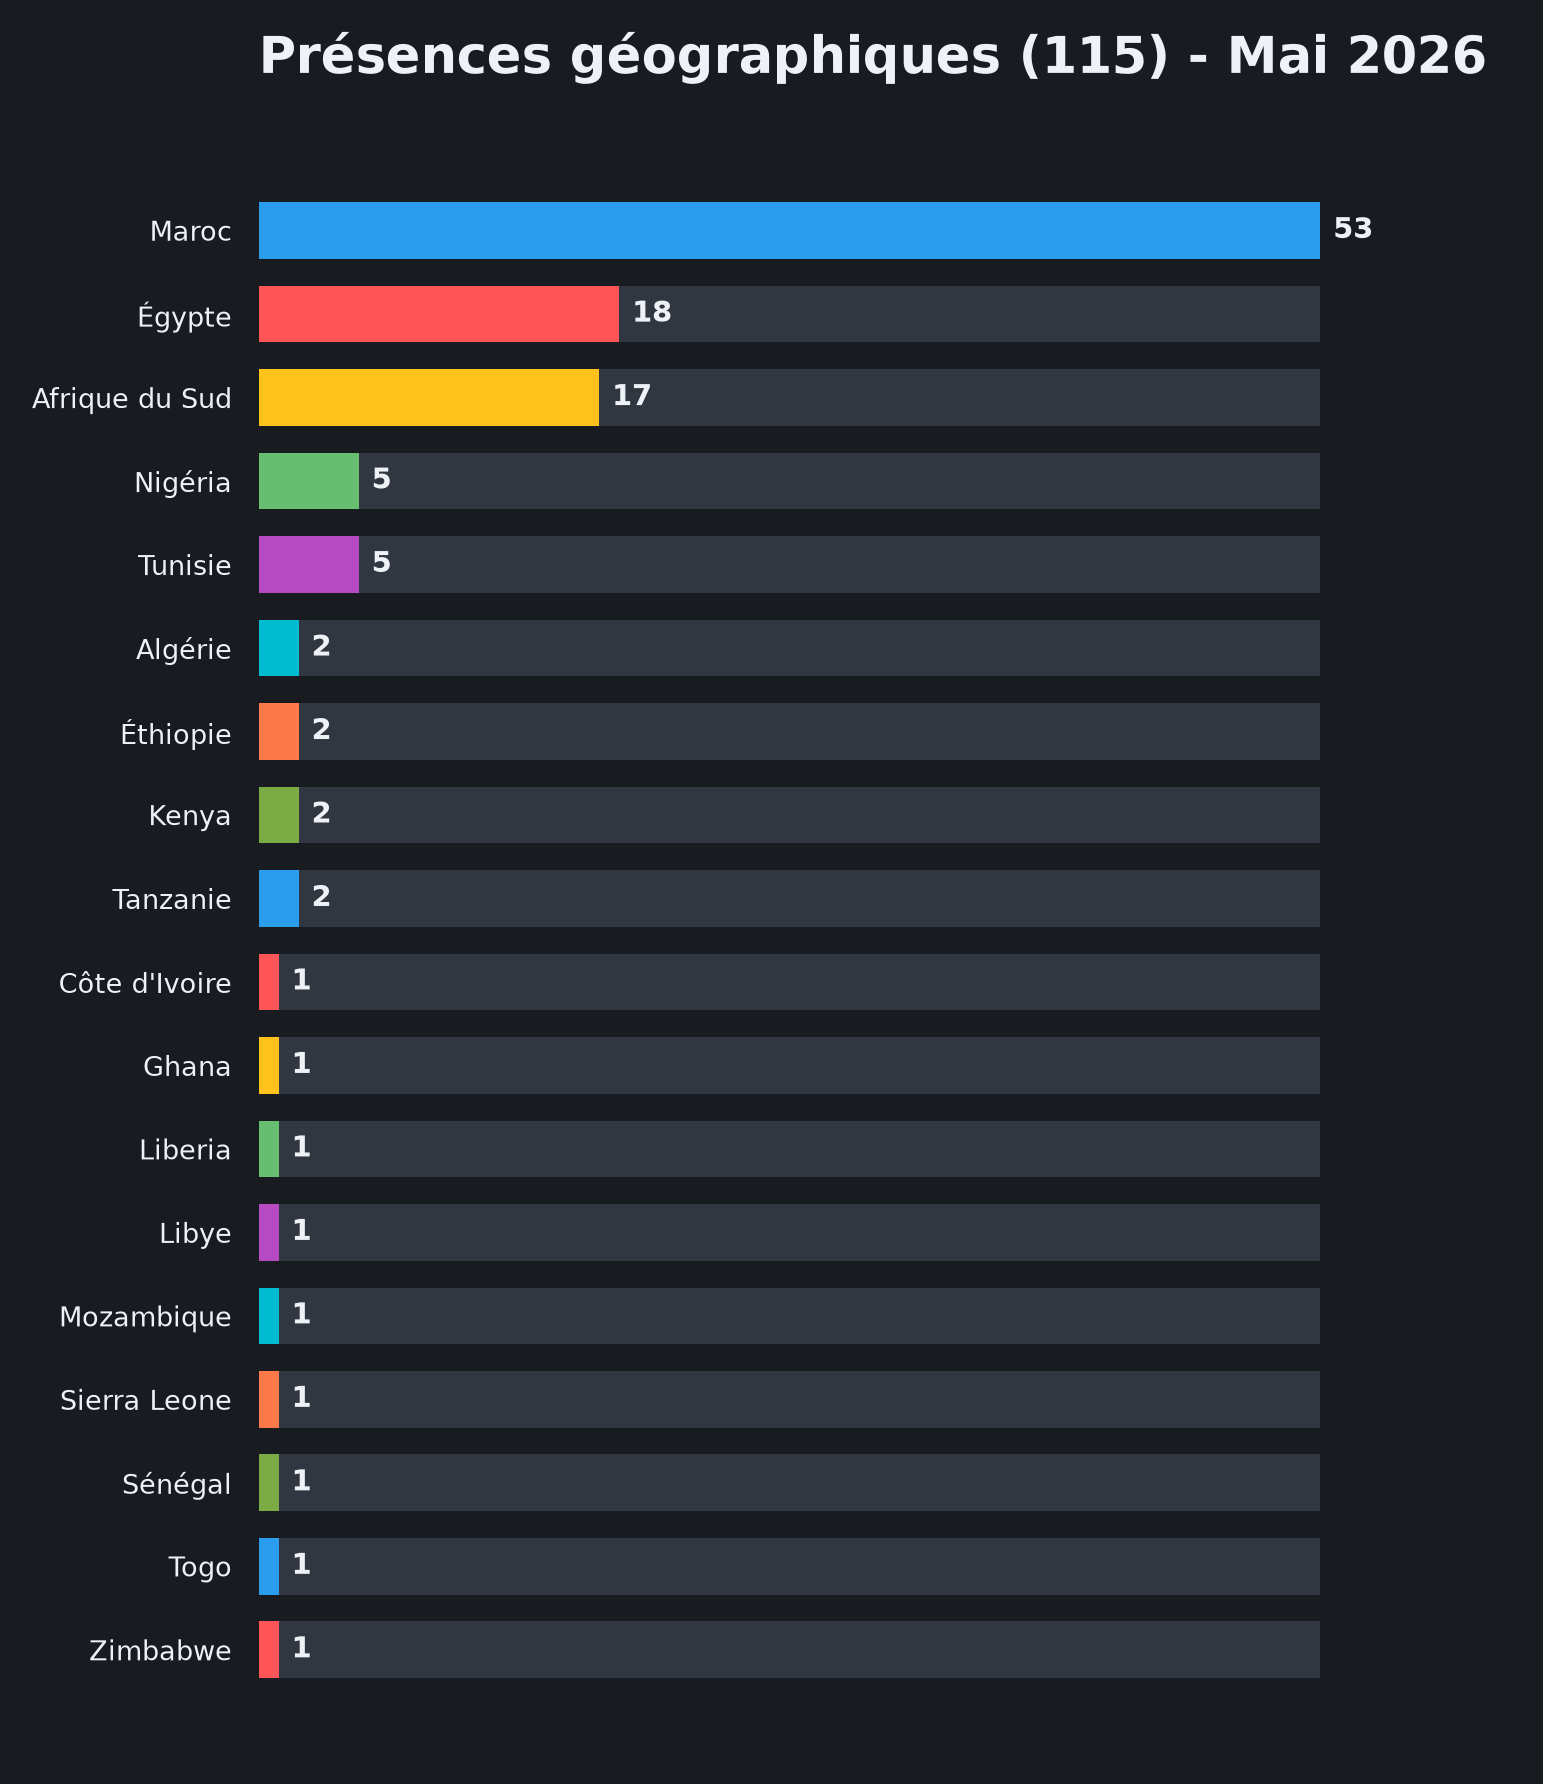 Présences géographiques (115) - Mai 2026
Maroc 53
Égypte 18
Afrique du Sud 17
Nigéria 5
Tunisie 5
Algérie 2
Éthiopie 2
Kenya 2
Tanzanie 2
Côte d'Ivoire 1
Ghana 1
Liberia 1
Libye 1
Mozambique 1
Sierra Leone 1
Sénégal 1
Togo 1
Zimbabwe 1